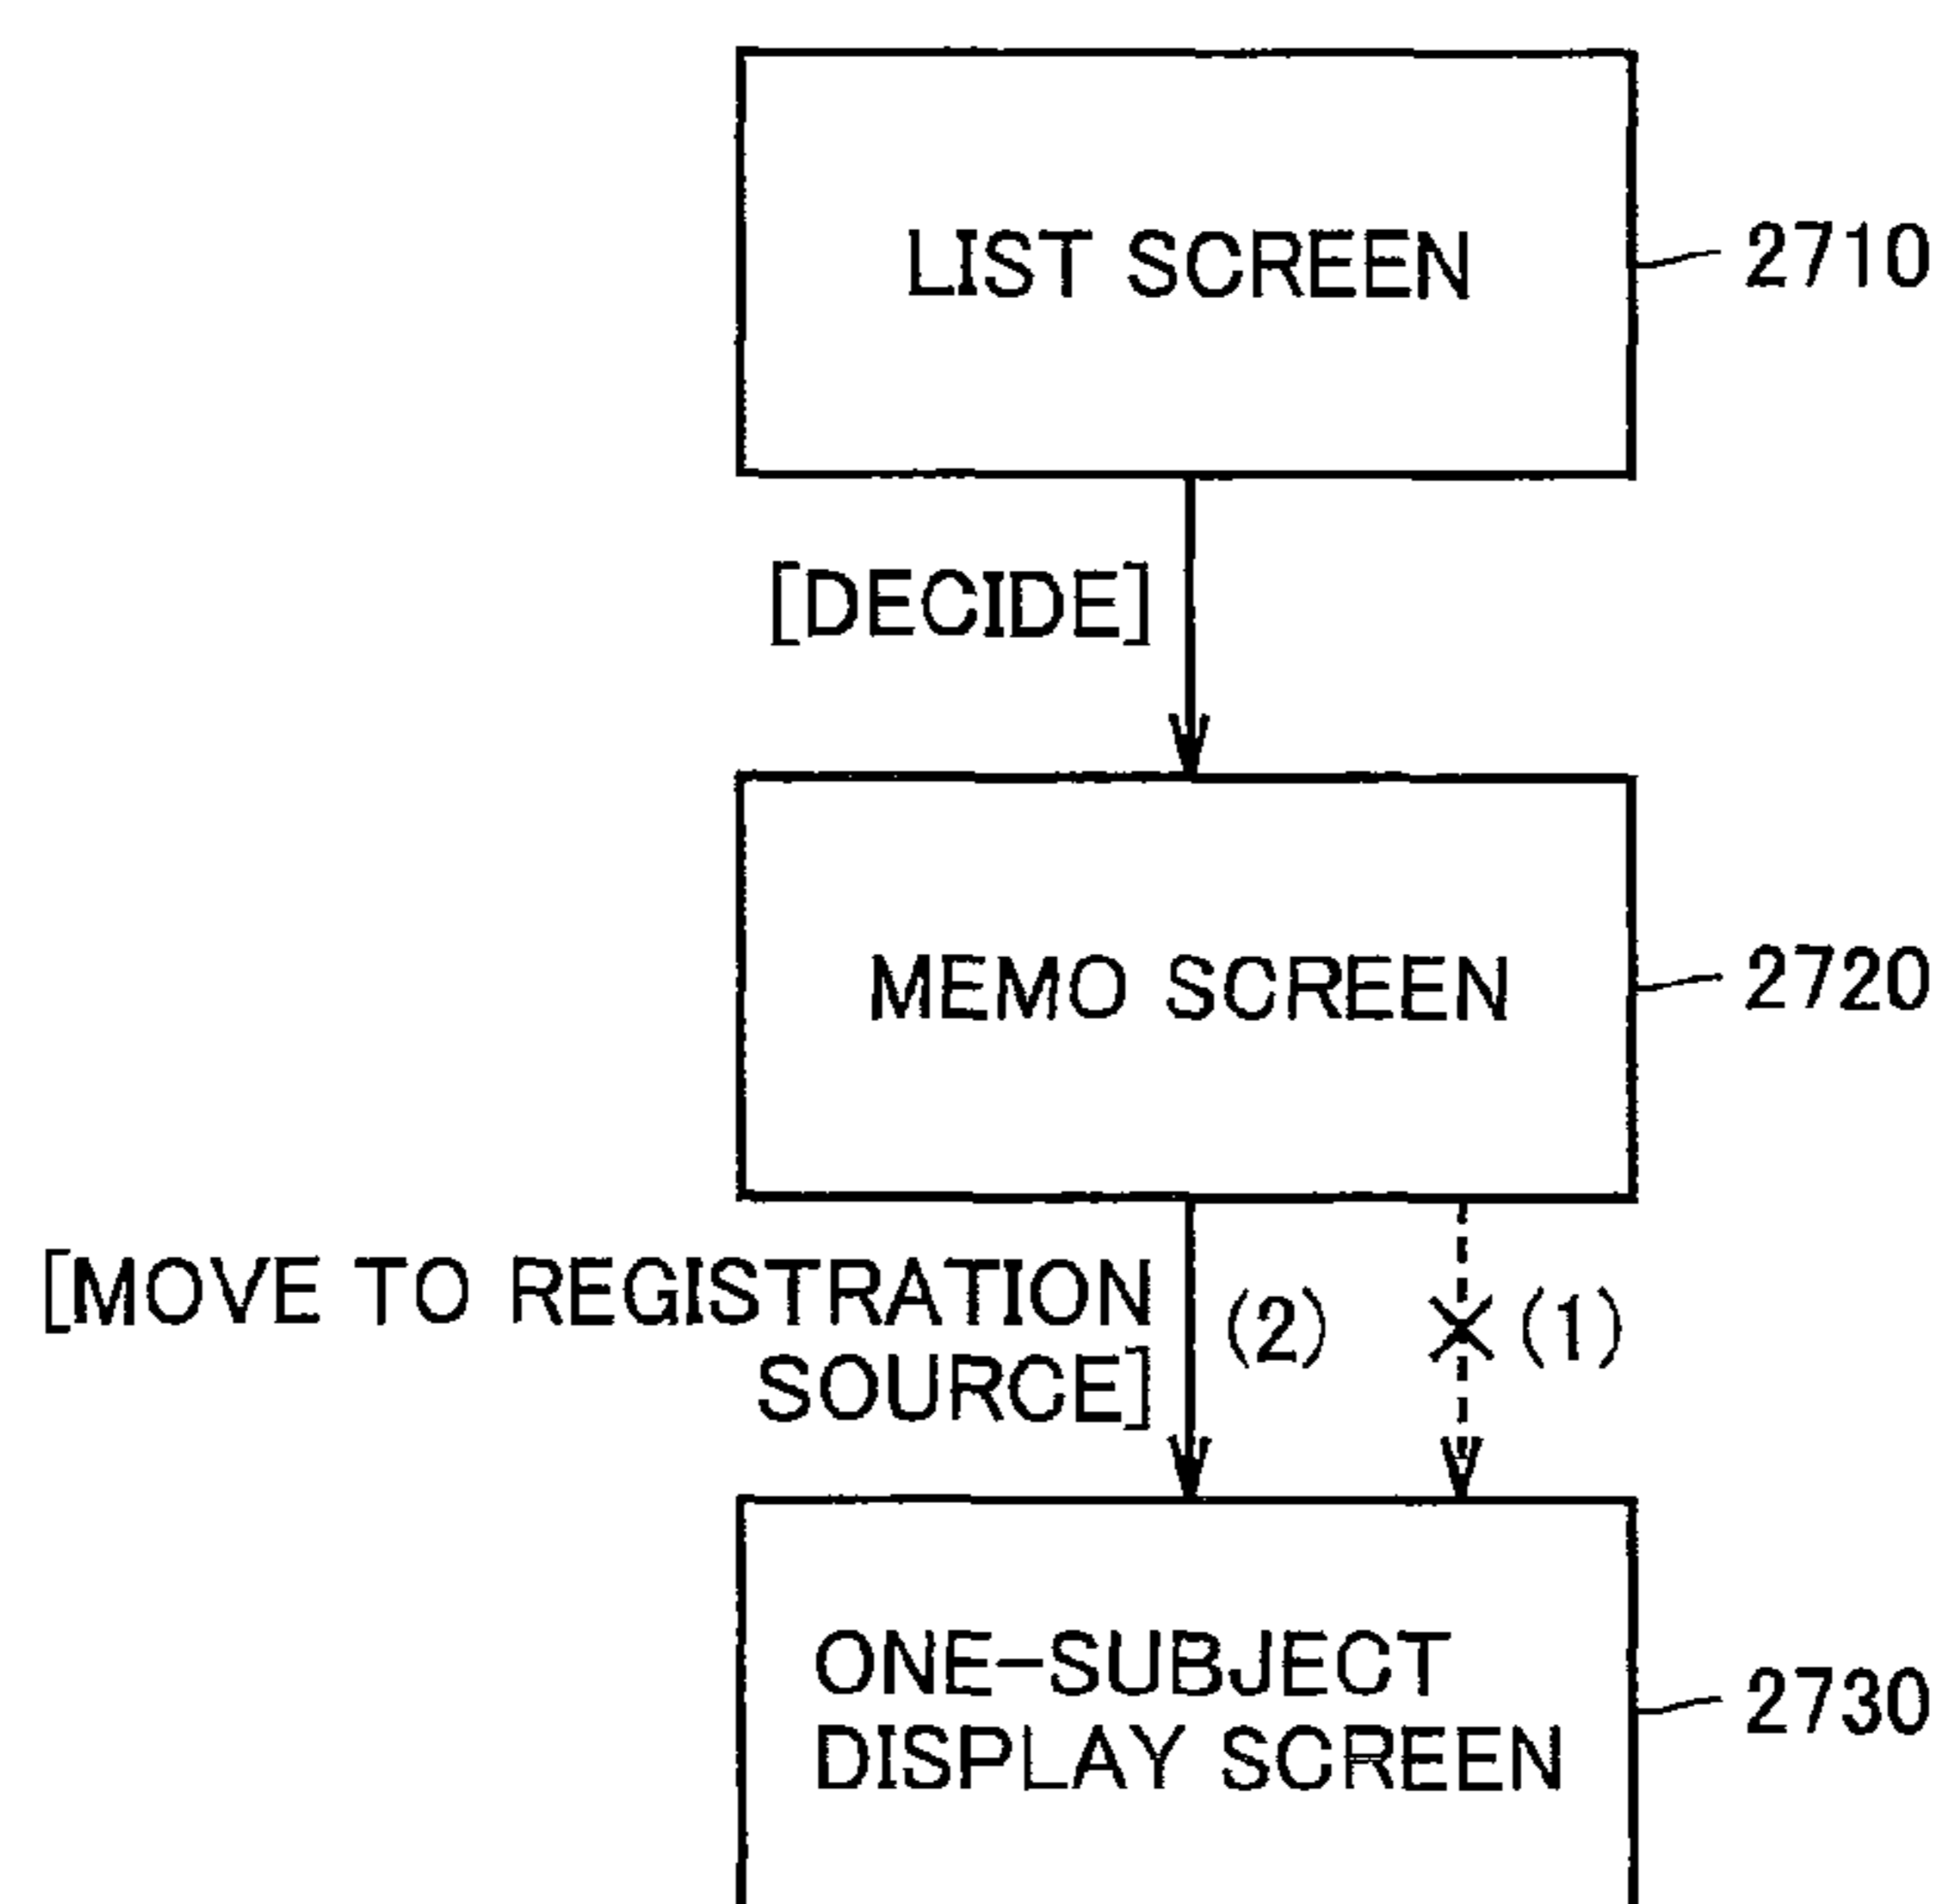 LIST SCREEN
2710
[DECIDE]
MEMO SCREEN
2720
[MOVE TO REGISTRATION
SOURCE]
(2)
(1)
ONE-SUBJECT
DISPLAY SCREEN
2730